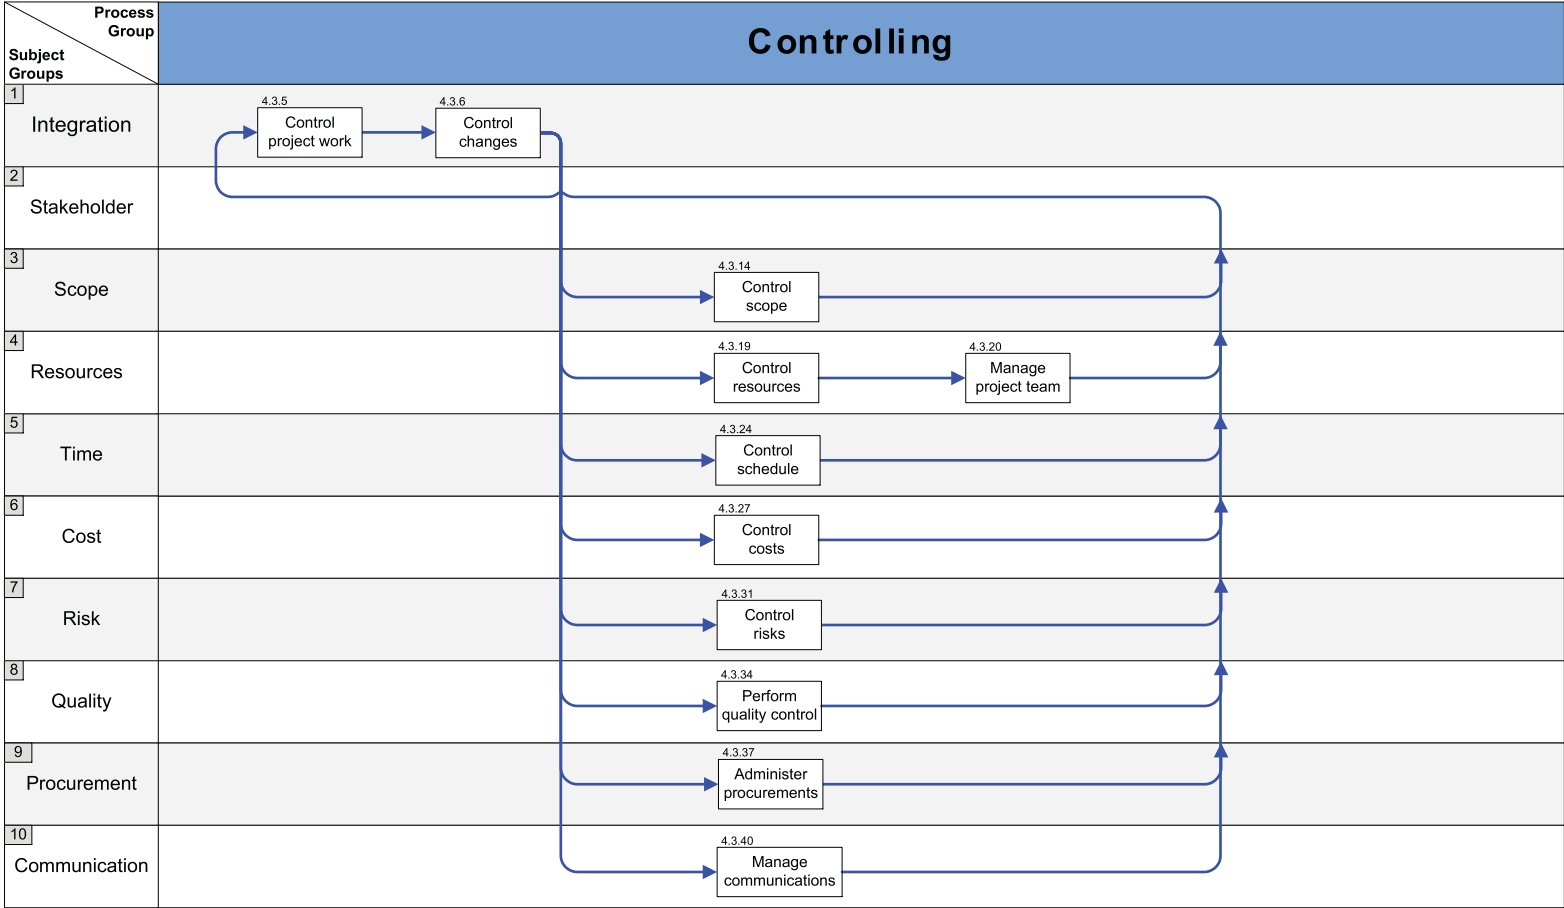 Process
Group
Subject
Groups
Controlling
1
Integration
4.3.5
Control
project work
4.3.6
Control
changes
2
Stakeholder
3
Scope
4.3.14
Control
scope
4
Resources
4.3.19
Control
resources
4.3.20
Manage
project team
5
Time
4.3.24
Control
schedule
6
Cost
4.3.27
Control
costs
7
Risk
4.3.31
Control
risks
8
Quality
4.3.34
Perform
quality control
9
Procurement
4.3.37
Administer
procurements
10
Communication
4.3.40
Manage
communications